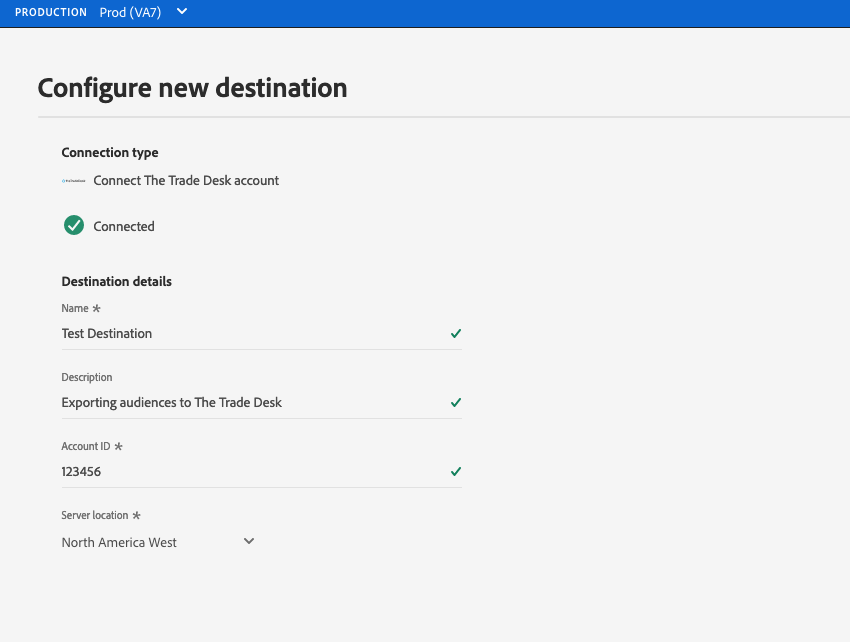 PRODUCTION Prod (VA7)
Configure new destination
Connection type
Connect The Trade Desk account
Connected
Destination details
Name *
Test Destination
Description
Exporting audiences to The Trade Desk
Account ID *
123456
Server location *
North America West